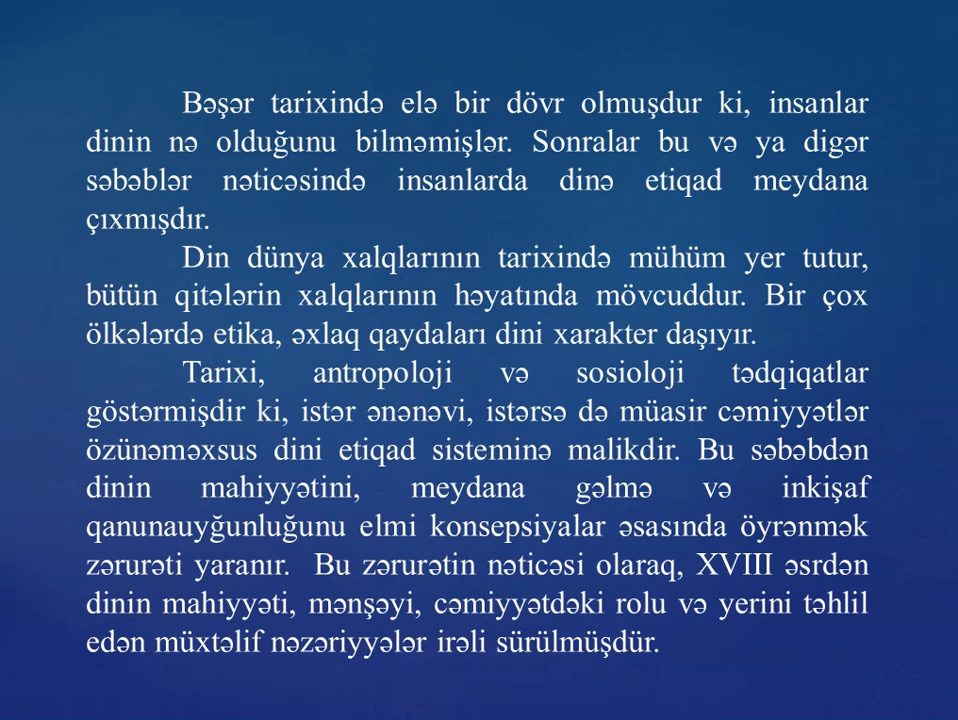 Bəşər tarixində elə bir dövr olmuşdur ki, insanlar
dinin nə olduğunu bilməmişlər. Sonralar bu və ya digər
səbəblər nəticəsində insanlarda dinə etiqad meydana
çıxmışdır.
Din dünya xalqlarının tarixində mühüm yer tutur,
bütün qitələrin xalqlarının həyatında mövcuddur. Bir çox
ölkələrdə etika, əxlaq qaydaları dini xarakter daşıyır.
Tarixi, antropoloji və sosioloji tədqiqatlar
göstərmişdir ki, istər ənənəvi, istərsə də müasir cəmiyyətlər
özünəməxsus dini etiqad sisteminə malikdir. Bu səbəbdən
dinin mahiyyətini, meydana gəlmə və inkişaf
qanunauyğunluğunu elmi konsepsiyalar əsasında öyrənmək
zərurəti yaranır. Bu zərurətin nəticəsi olaraq, XVIII əsrdən
dinin mahiyyəti, mənşəyi, cəmiyyətdəki rolu və yerini təhlil
edən müxtəlif nəzəriyyələr irəli sürülmüşdür.